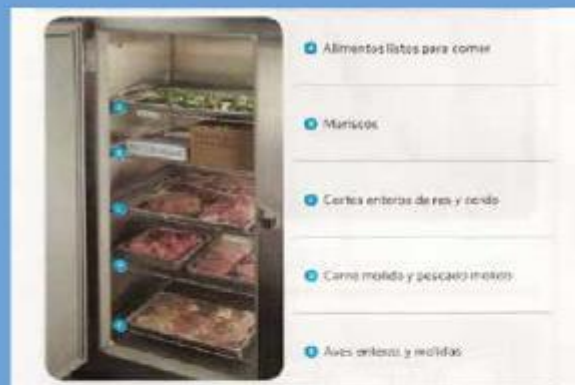 Alimentos listos para comer
Mariscos
Cortes enteros de res y cerdo
Carne molida y pescado molido
Aves enteras y molidas